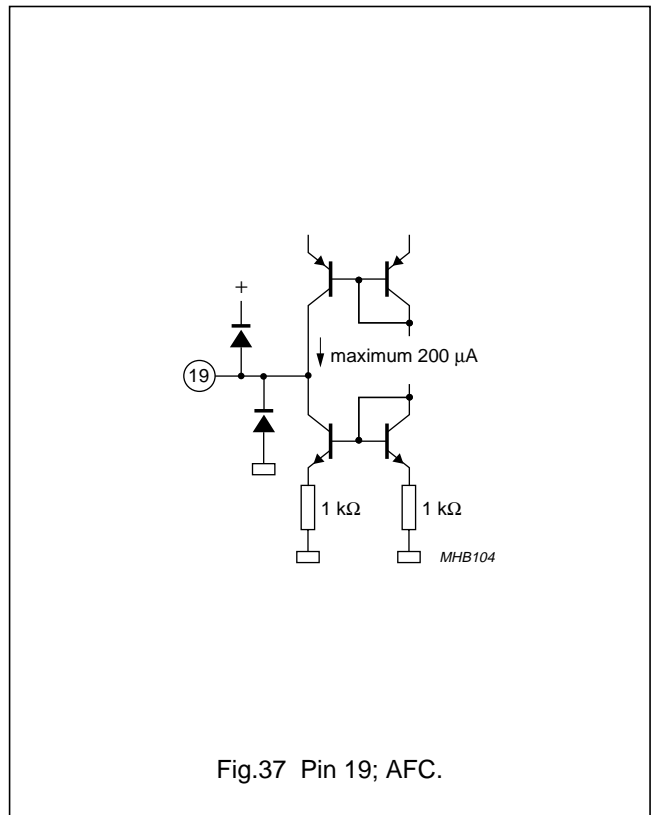 +
maximum 200 μA
19
1 kΩ 1 kΩ
MHB104
Fig.37 Pin 19; AFC.